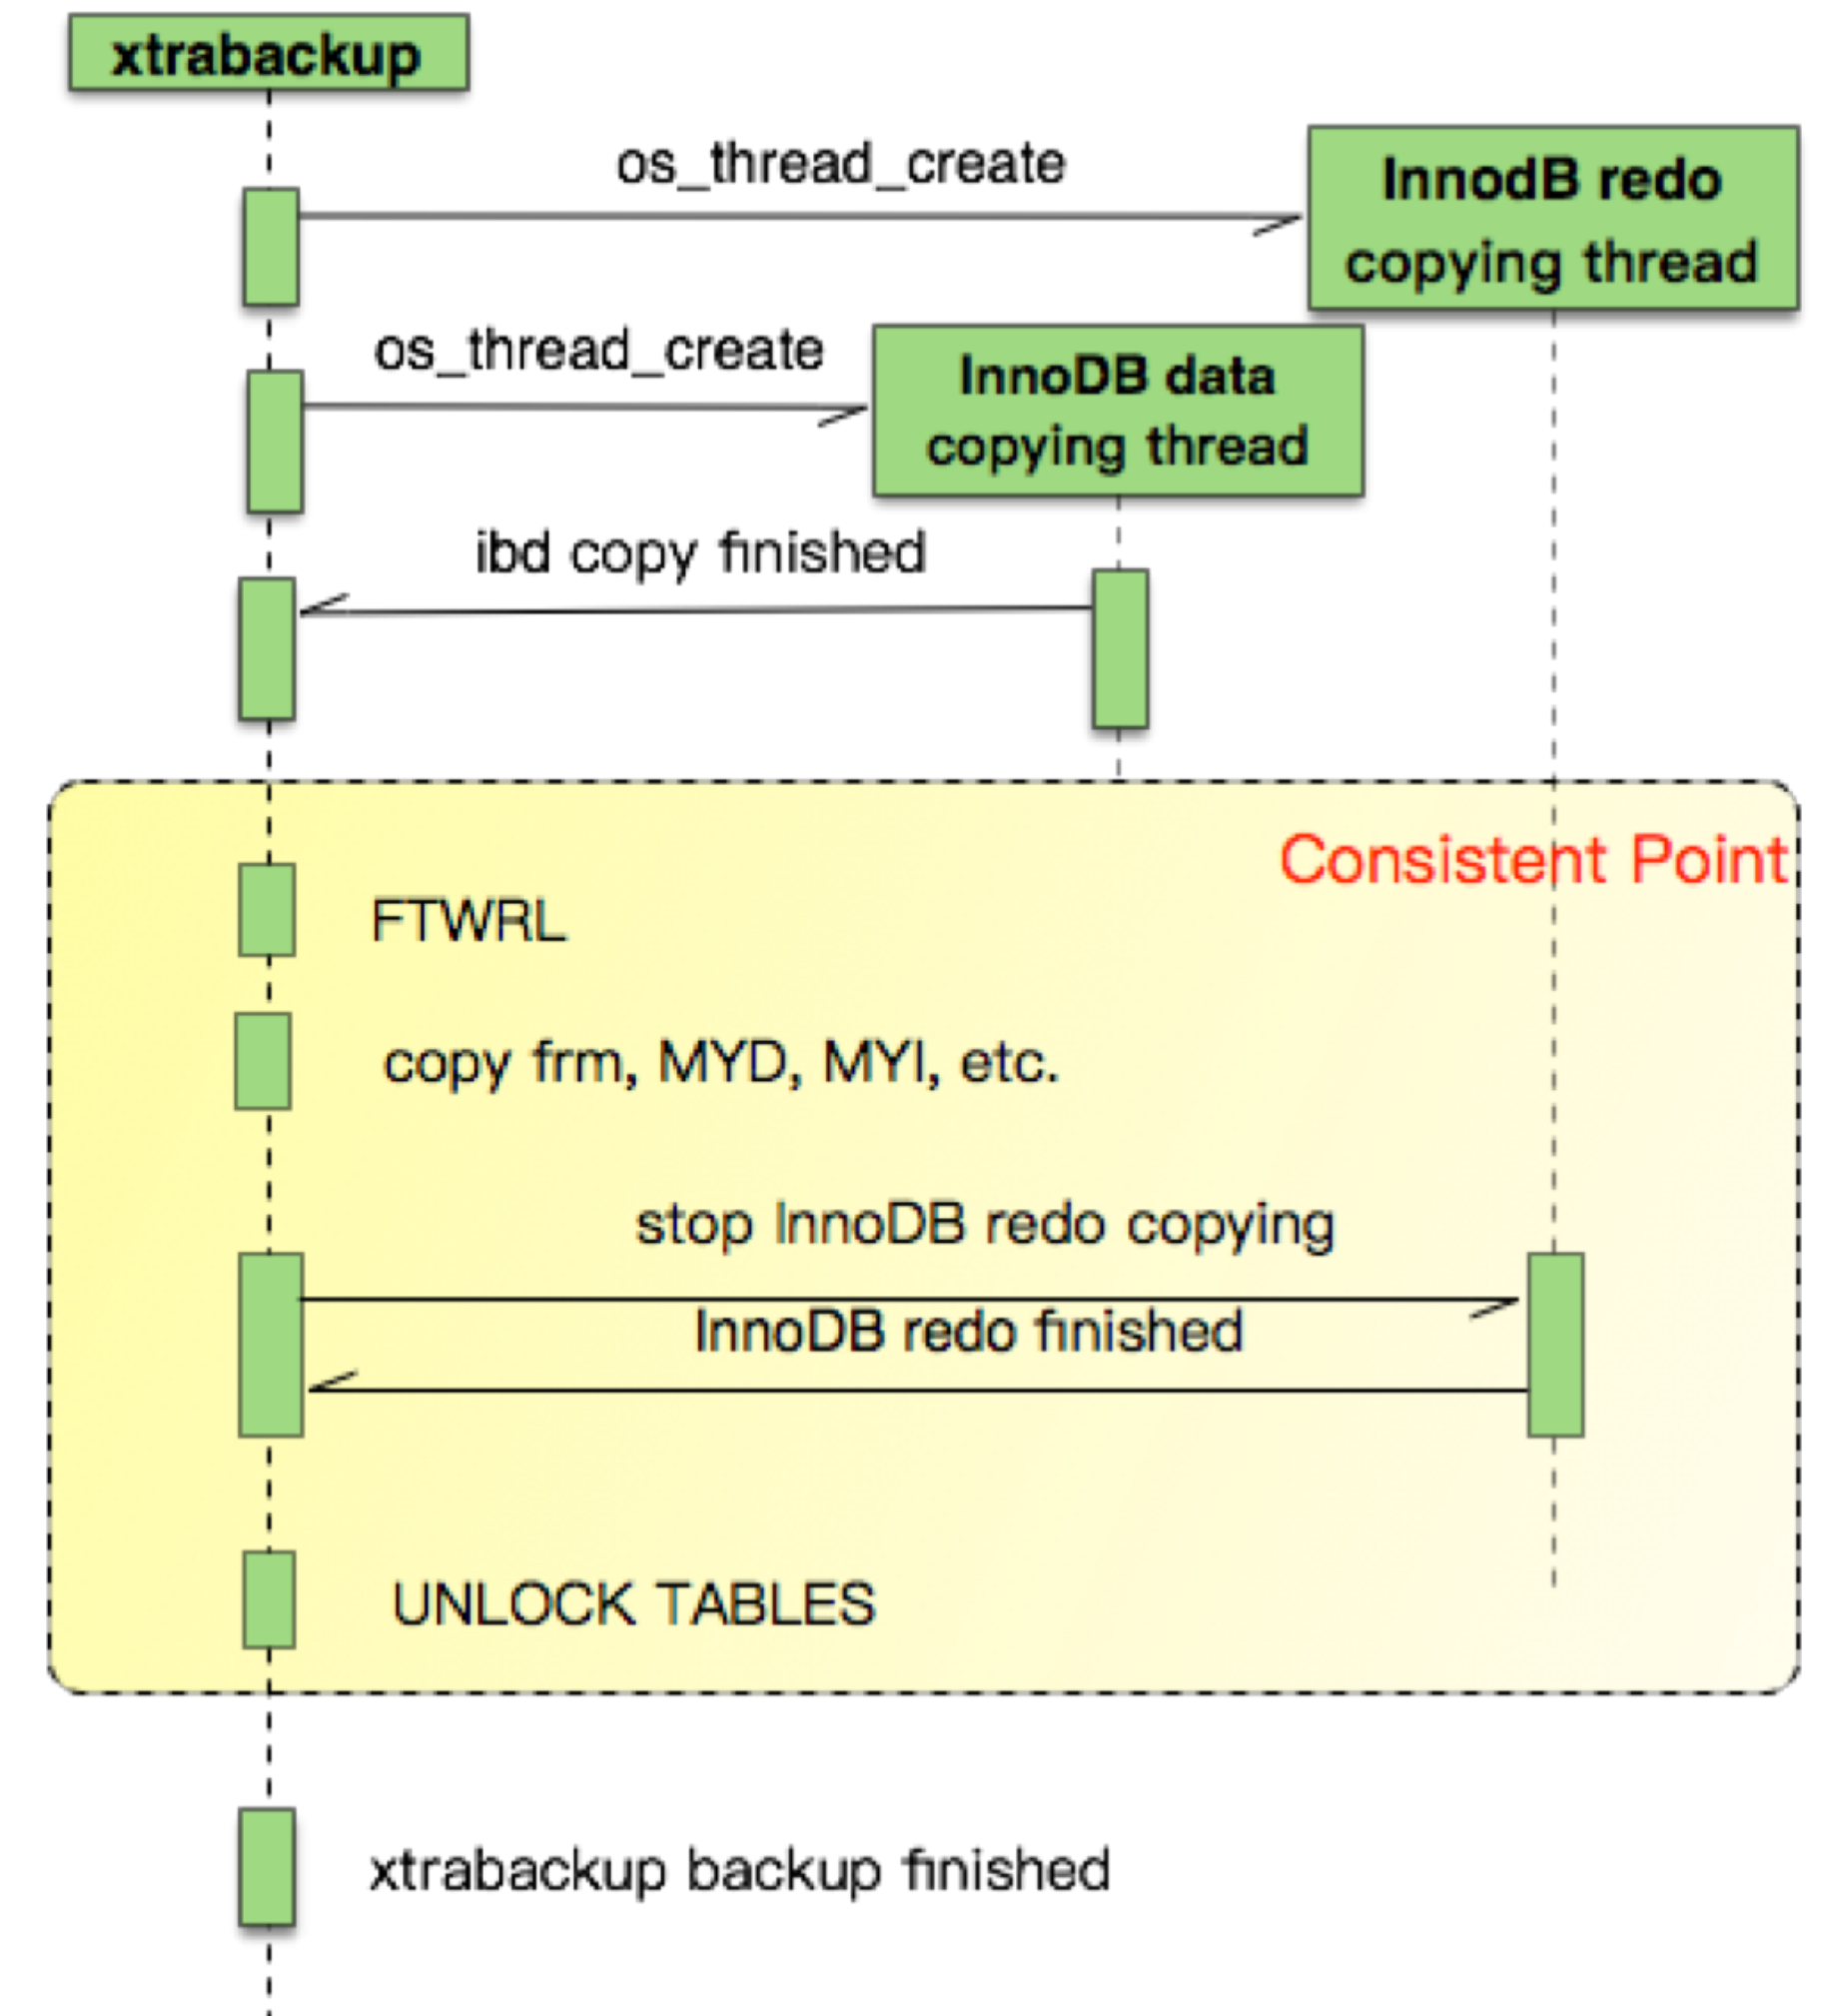 xtrabackup
os_thread_create
InnodB redo
copying thread
os_thread_create
InnoDB data
copying thread
ibd copy finished
Consistent Point
FTWRL
copy frm, MYD, MYI, etc.
stop InnoDB redo copying
InnoDB redo finished
UNLOCK TABLES
xtrabackup backup finished